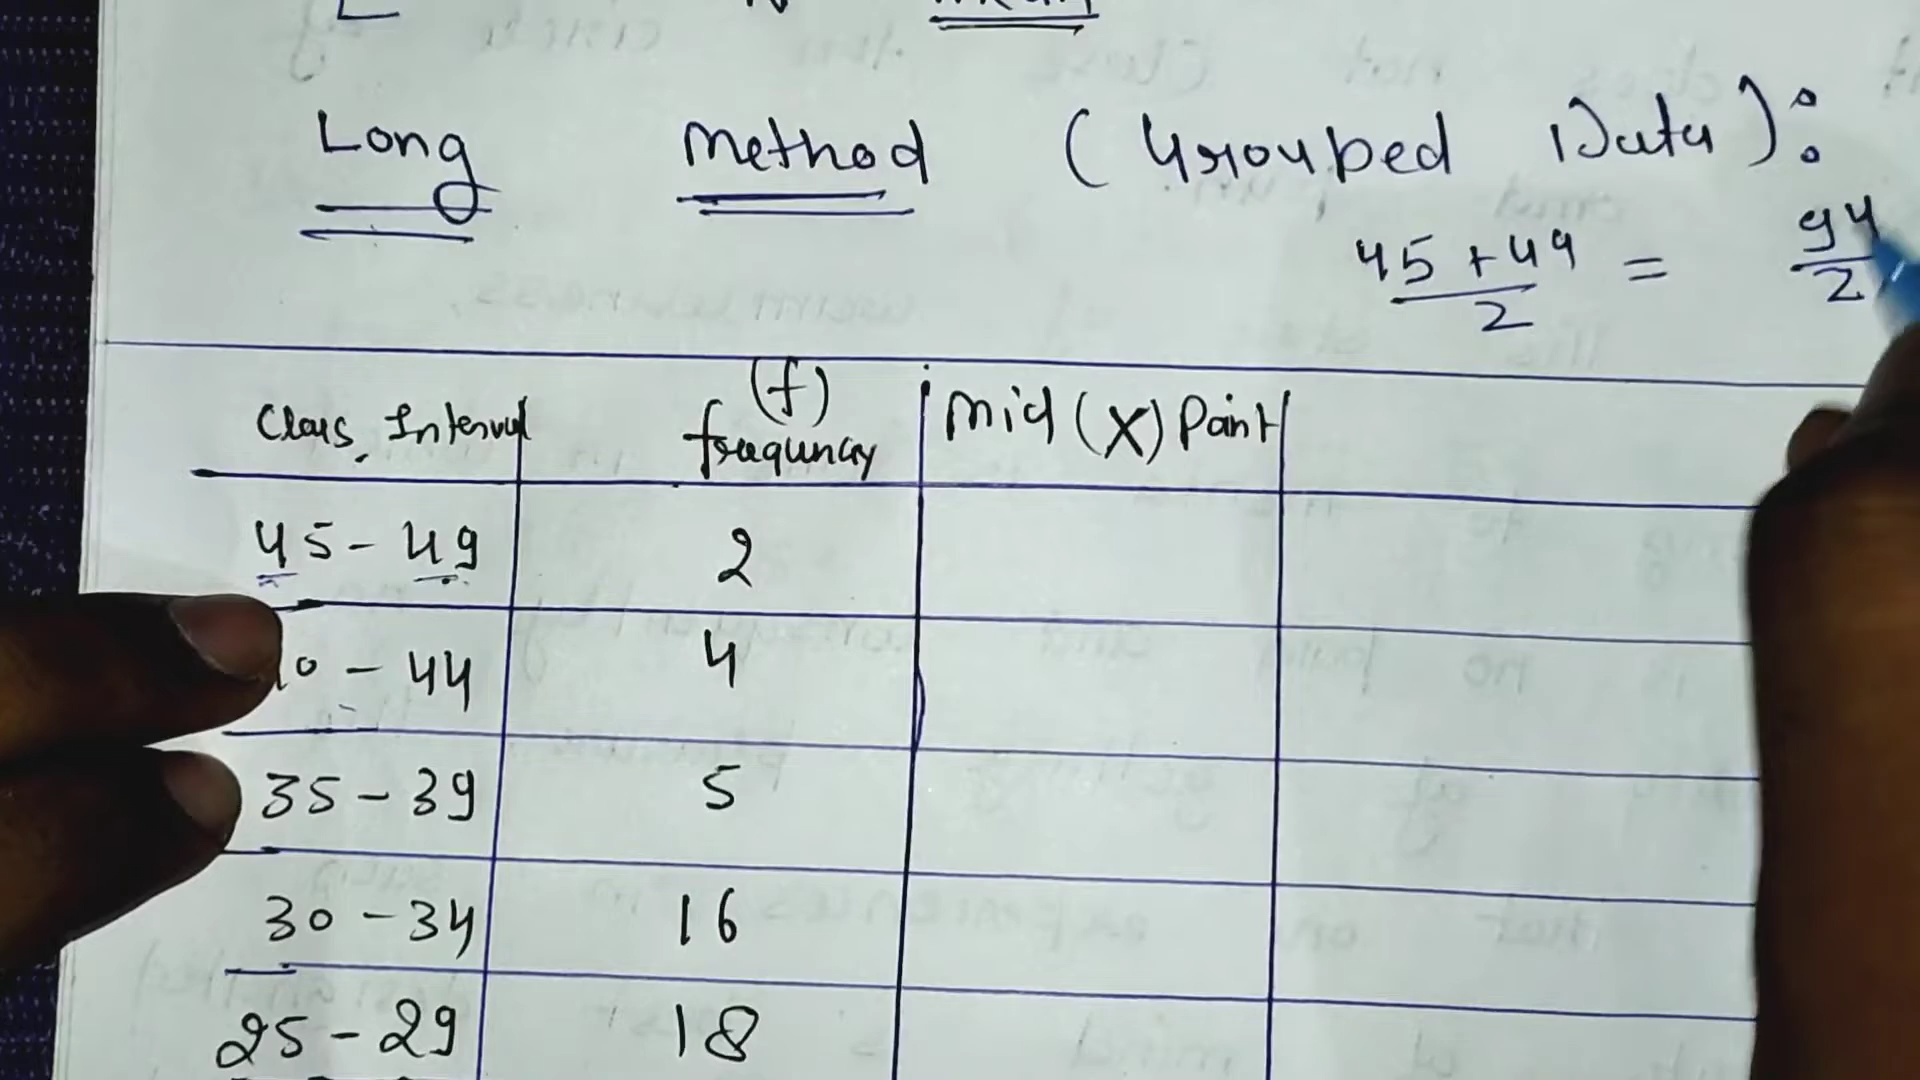 Long Method (Grouped Data):
45 + 49 / 2 = 94 / 2
Class Interval (f) frequency Mid (X) Point
45 - 49 2
40 - 44 4
35 - 39 5
30 - 34 16
25 - 29 18